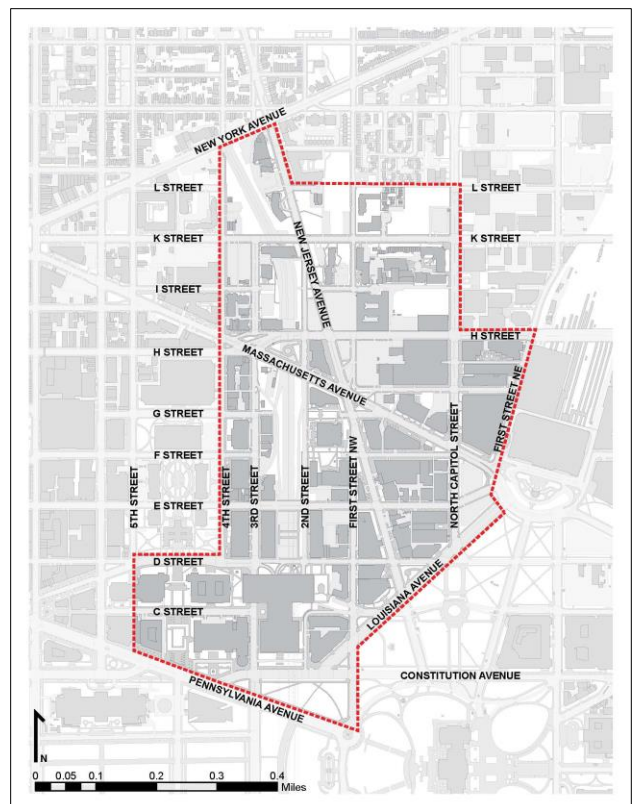 NEW YORK AVENUE
L STREET
L STREET
K STREET
K STREET
NEW JERSEY AVENUE
I STREET
H STREET
H STREET
MASSACHUSETTS AVENUE
FIRST STREET NE
G STREET
F STREET
E STREET
5TH STREET
4TH STREET
3RD STREET
2ND STREET
FIRST STREET NW
NORTH CAPITOL STREET
D STREET
C STREET
LOUISIANA AVENUE
CONSTITUTION AVENUE
PENNSYLVANIA AVENUE
N
0 0.05 0.1 0.2 0.3 0.4
Miles